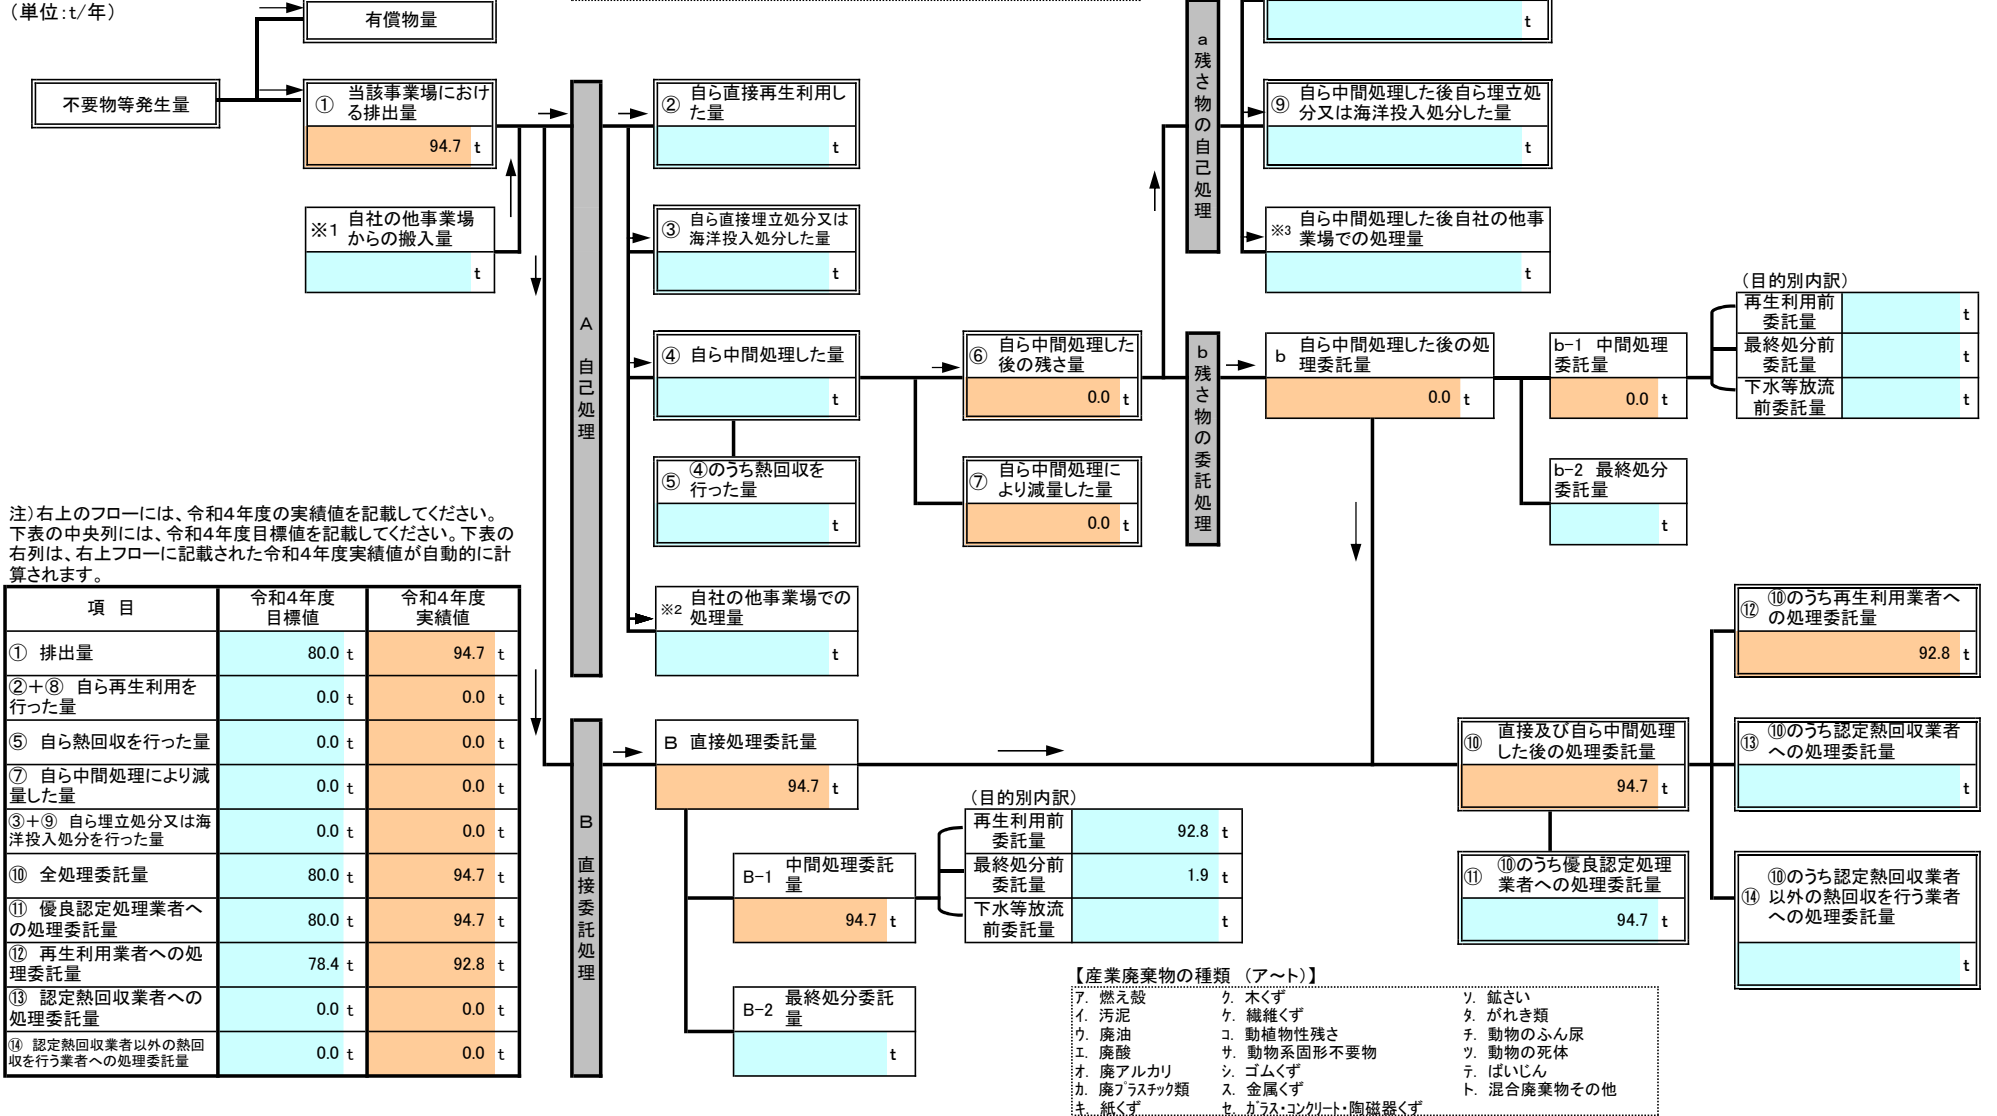 (単位:t/年)
有償物量
t
不要物等発生量
① 当該事業場におけ
る排出量
94.7 t
② 自ら直接再生利用し
た量
t
⑨ 自ら中間処理した後自ら埋立処
分又は海洋投入処分した量
t
a 残さ物の自己処理
※1 自社の他事業場
からの搬入量
t
③ 自ら直接埋立処分又は
海洋投入処分した量
t
※3 自ら中間処理した後自社の他事
業場での処理量
t
A 自己処理
④ 自ら中間処理した量
t
⑥ 自ら中間処理した
後の残さ量
0.0 t
b 残さ物の委託処理
b 自ら中間処理した後の処
理委託量
0.0 t
b-1 中間処理
委託量
0.0 t
(目的別内訳)
再生利用前
委託量 t
最終処分前
委託量 t
下水等放流
前委託量 t
⑤ ④のうち熱回収を
行った量
t
⑦ 自ら中間処理に
より減量した量
0.0 t
b-2 最終処分
委託量
t
注)右上のフローには、令和4年度の実績値を記載してください。
下表の中央列には、令和4年度目標値を記載してください。下表の
右列は、右上フローに記載された令和4年度実績値が自動的に計
算されます。
項 目 令和4年度 目標値 令和4年度 実績値
① 排出量 80.0 t 94.7 t
②+⑧ 自ら再生利用を
行った量 0.0 t 0.0 t
⑤ 自ら熱回収を行った量 0.0 t 0.0 t
⑦ 自ら中間処理により減
量した量 0.0 t 0.0 t
③+⑨ 自ら埋立処分又は海
洋投入処分を行った量 0.0 t 0.0 t
⑩ 全処理委託量 80.0 t 94.7 t
⑪ 優良認定処理業者へ
の処理委託量 80.0 t 94.7 t
⑫ 再生利用業者への処
理委託量 78.4 t 92.8 t
⑬ 認定熱回収業者への
処理委託量 0.0 t 0.0 t
⑭ 認定熱回収業者以外の熱回
収を行う業者への処理委託量 0.0 t 0.0 t
※2 自社の他事業場での
処理量
t
B 直接委託処理
B 直接処理委託量
94.7 t
B-1 中間処理委託
量
94.7 t
(目的別内訳)
再生利用前
委託量 92.8 t
最終処分前
委託量 1.9 t
下水等放流
前委託量 t
B-2 最終処分委託
量
t
⑩ 直接及び自ら中間処理
した後の処理委託量
94.7 t
⑪ ⑩のうち優良認定処理
業者への処理委託量
94.7 t
⑫ ⑩のうち再生利用業者へ
の処理委託量
92.8 t
⑬ ⑩のうち認定熱回収業者
への処理委託量
t
⑭ ⑩のうち認定熱回収業者
以外の熱回収を行う業者
への処理委託量
t
【産業廃棄物の種類 (ア～ト)】
ア. 燃え殻 ク. 木くず ソ. 鉱さい
イ. 汚泥 ケ. 繊維くず タ. がれき類
ウ. 廃油 コ. 動植物性残さ チ. 動物のふん尿
エ. 廃酸 サ. 動物系固形不要物 ツ. 動物の死体
オ. 廃アルカリ シ. ゴムくず テ. ばいじん
カ. 廃プラスチック類 ス. 金属くず ト. 混合廃棄物その他
キ. 紙くず セ. ガラス・コンクリート・陶磁器くず